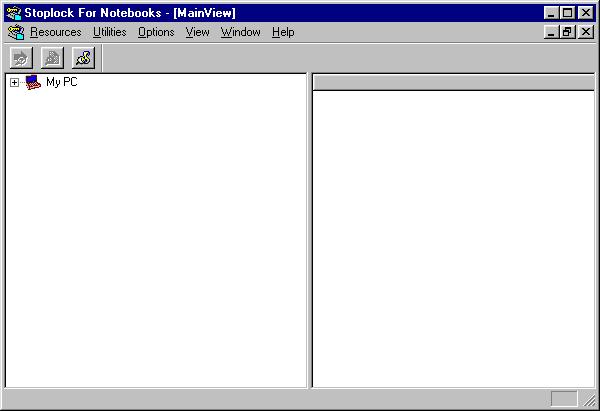 Stoplock For Notebooks - [MainView]
Resources Utilities Options View Window Help
My PC